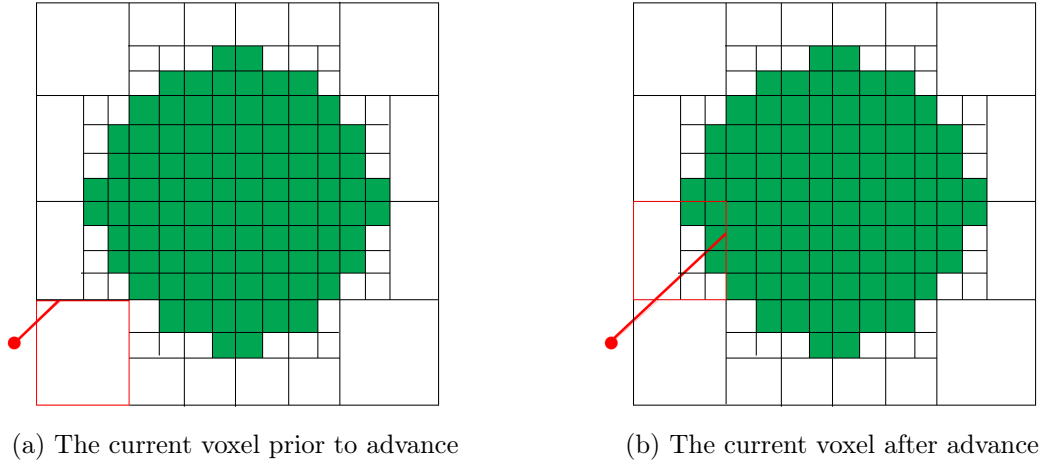 (a) The current voxel prior to advance
(b) The current voxel after advance